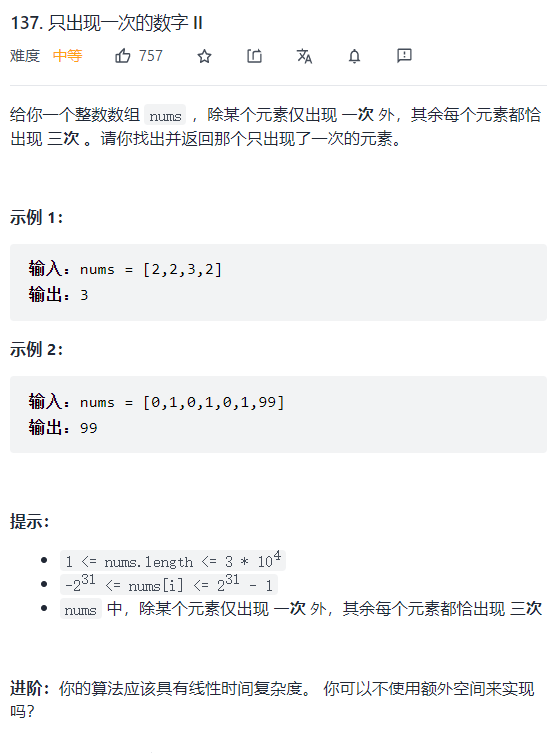 137. 只出现一次的数字 II
难度 中等 757
给你一个整数数组 nums ，除某个元素仅出现 一次 外，其余每个元素都恰
出现 三次 。请你找出并返回那个只出现了一次的元素。
示例 1：
输入：nums = [2,2,3,2]
输出：3
示例 2：
输入：nums = [0,1,0,1,0,1,99]
输出：99
提示：
1 <= nums.length <= 3 * 10⁴
-2³¹ <= nums[i] <= 2³¹ - 1
nums 中，除某个元素仅出现 一次 外，其余每个元素都恰出现 三次
进阶：你的算法应该具有线性时间复杂度。 你可以不使用额外空间来实现
吗？